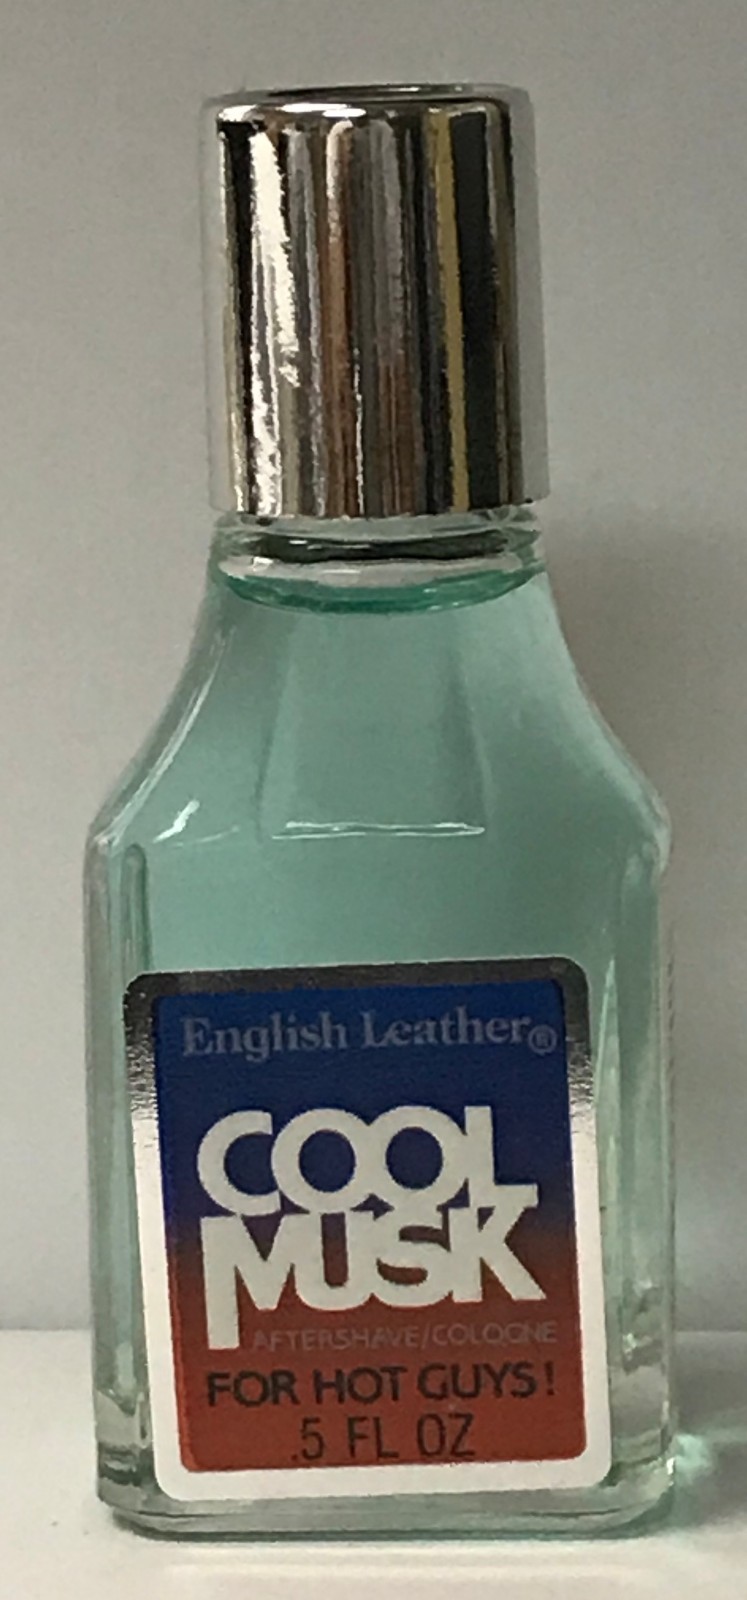 English Leather®
COOL
MUSK
AFTERSHAVE/COLOGNE
FOR HOT GUYS!
.5 FL OZ